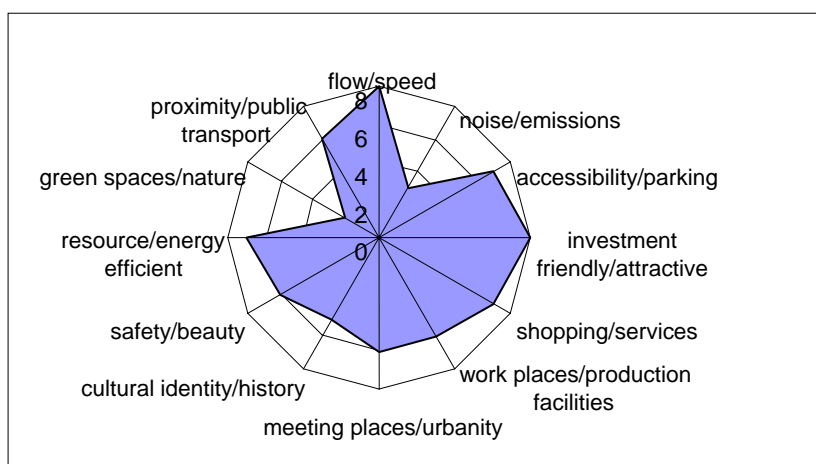 flow/speed
8
proximity/public
transport
noise/emissions
6
green spaces/nature
4
accessibility/parking
2
resource/energy
efficient
0
investment
friendly/attractive
safety/beauty
shopping/services
cultural identity/history
work places/production
facilities
meeting places/urbanity